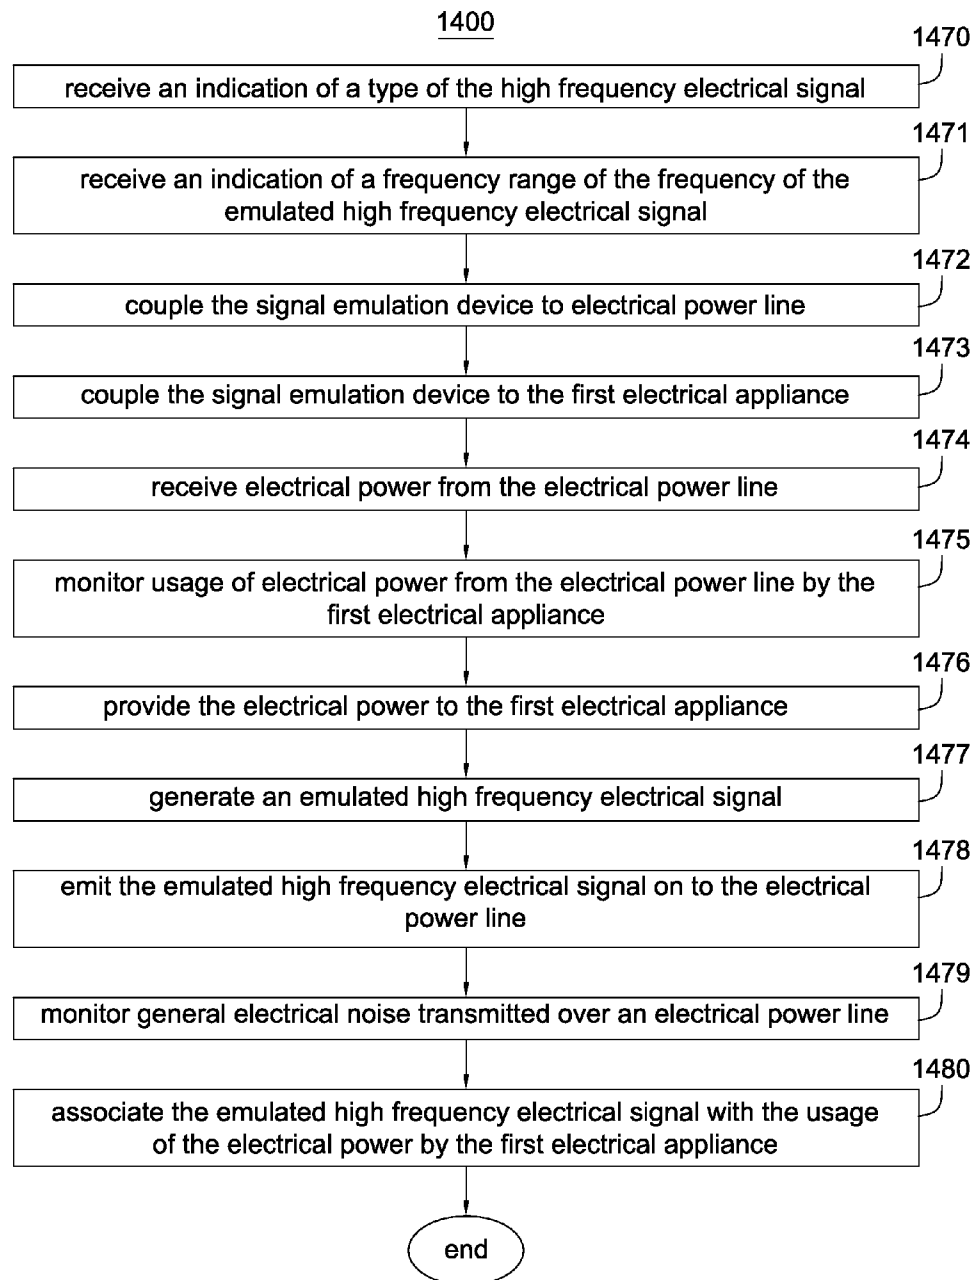 1400
1470
receive an indication of a type of the high frequency electrical signal
1471
receive an indication of a frequency range of the frequency of the
emulated high frequency electrical signal
1472
couple the signal emulation device to electrical power line
1473
couple the signal emulation device to the first electrical appliance
1474
receive electrical power from the electrical power line
1475
monitor usage of electrical power from the electrical power line by the
first electrical appliance
1476
provide the electrical power to the first electrical appliance
1477
generate an emulated high frequency electrical signal
1478
emit the emulated high frequency electrical signal on to the electrical
power line
1479
monitor general electrical noise transmitted over an electrical power line
1480
associate the emulated high frequency electrical signal with the usage
of the electrical power by the first electrical appliance
end